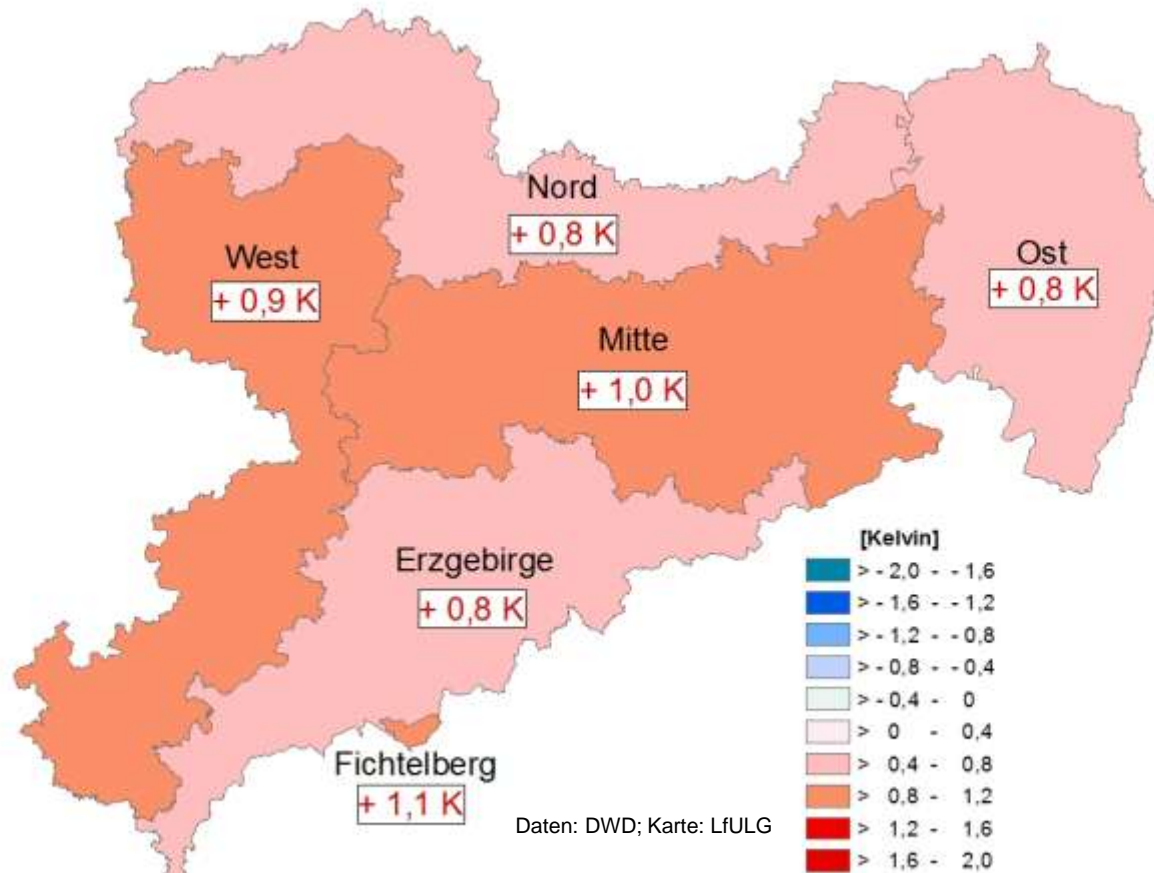 Nord
+ 0,8 K
West
+ 0,9 K
Ost
+ 0,8 K
Mitte
+ 1,0 K
Erzgebirge
+ 0,8 K
Fichtelberg
+ 1,1 K
Daten: DWD; Karte: LfULG
[Kelvin]
> - 2,0 - - 1,6
> - 1,6 - - 1,2
> - 1,2 - - 0,8
> - 0,8 - - 0,4
> - 0,4 - 0
> 0 - 0,4
> 0,4 - 0,8
> 0,8 - 1,2
> 1,2 - 1,6
> 1,6 - 2,0